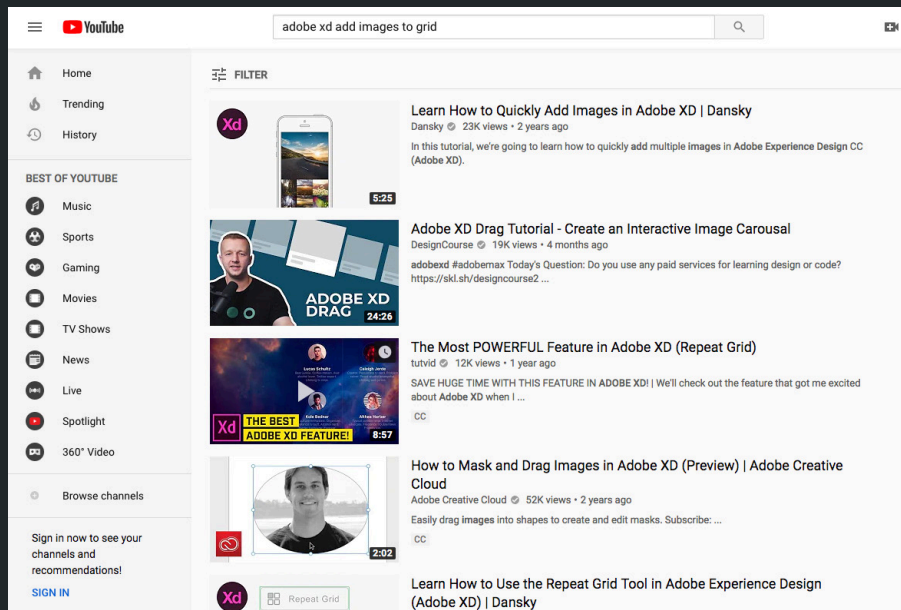 YouTube
adobe xd add images to grid
Home
Trending
History
BEST OF YOUTUBE
Music
Sports
Gaming
Movies
TV Shows
News
Live
Spotlight
360° Video
Browse channels
Sign in now to see your
channels and
recommendations!
SIGN IN
FILTER
Xd
5:25
Learn How to Quickly Add Images in Adobe XD | Dansky
Dansky 23K views • 2 years ago
In this tutorial, we're going to learn how to quickly add multiple images in Adobe Experience Design CC
(Adobe XD).
ADOBE XD
DRAG
24:26
Adobe XD Drag Tutorial - Create an Interactive Image Carousal
DesignCourse 19K views • 4 months ago
adobexd #adobemax Today's Question: Do you use any paid services for learning design or code?
https://skl.sh/designcourse2 ...
Xd
THE BEST
ADOBE XD FEATURE!
8:57
The Most POWERFUL Feature in Adobe XD (Repeat Grid)
tutvid 12K views • 1 year ago
SAVE HUGE TIME WITH THIS FEATURE IN ADOBE XD! | We'll check out the feature that got me excited
about Adobe XD when I ...
CC
2:02
How to Mask and Drag Images in Adobe XD (Preview) | Adobe Creative
Cloud
Adobe Creative Cloud 52K views • 2 years ago
Easily drag images into shapes to create and edit masks. Subscribe: ...
CC
Xd
Repeat Grid
Learn How to Use the Repeat Grid Tool in Adobe Experience Design
(Adobe XD) | Dansky